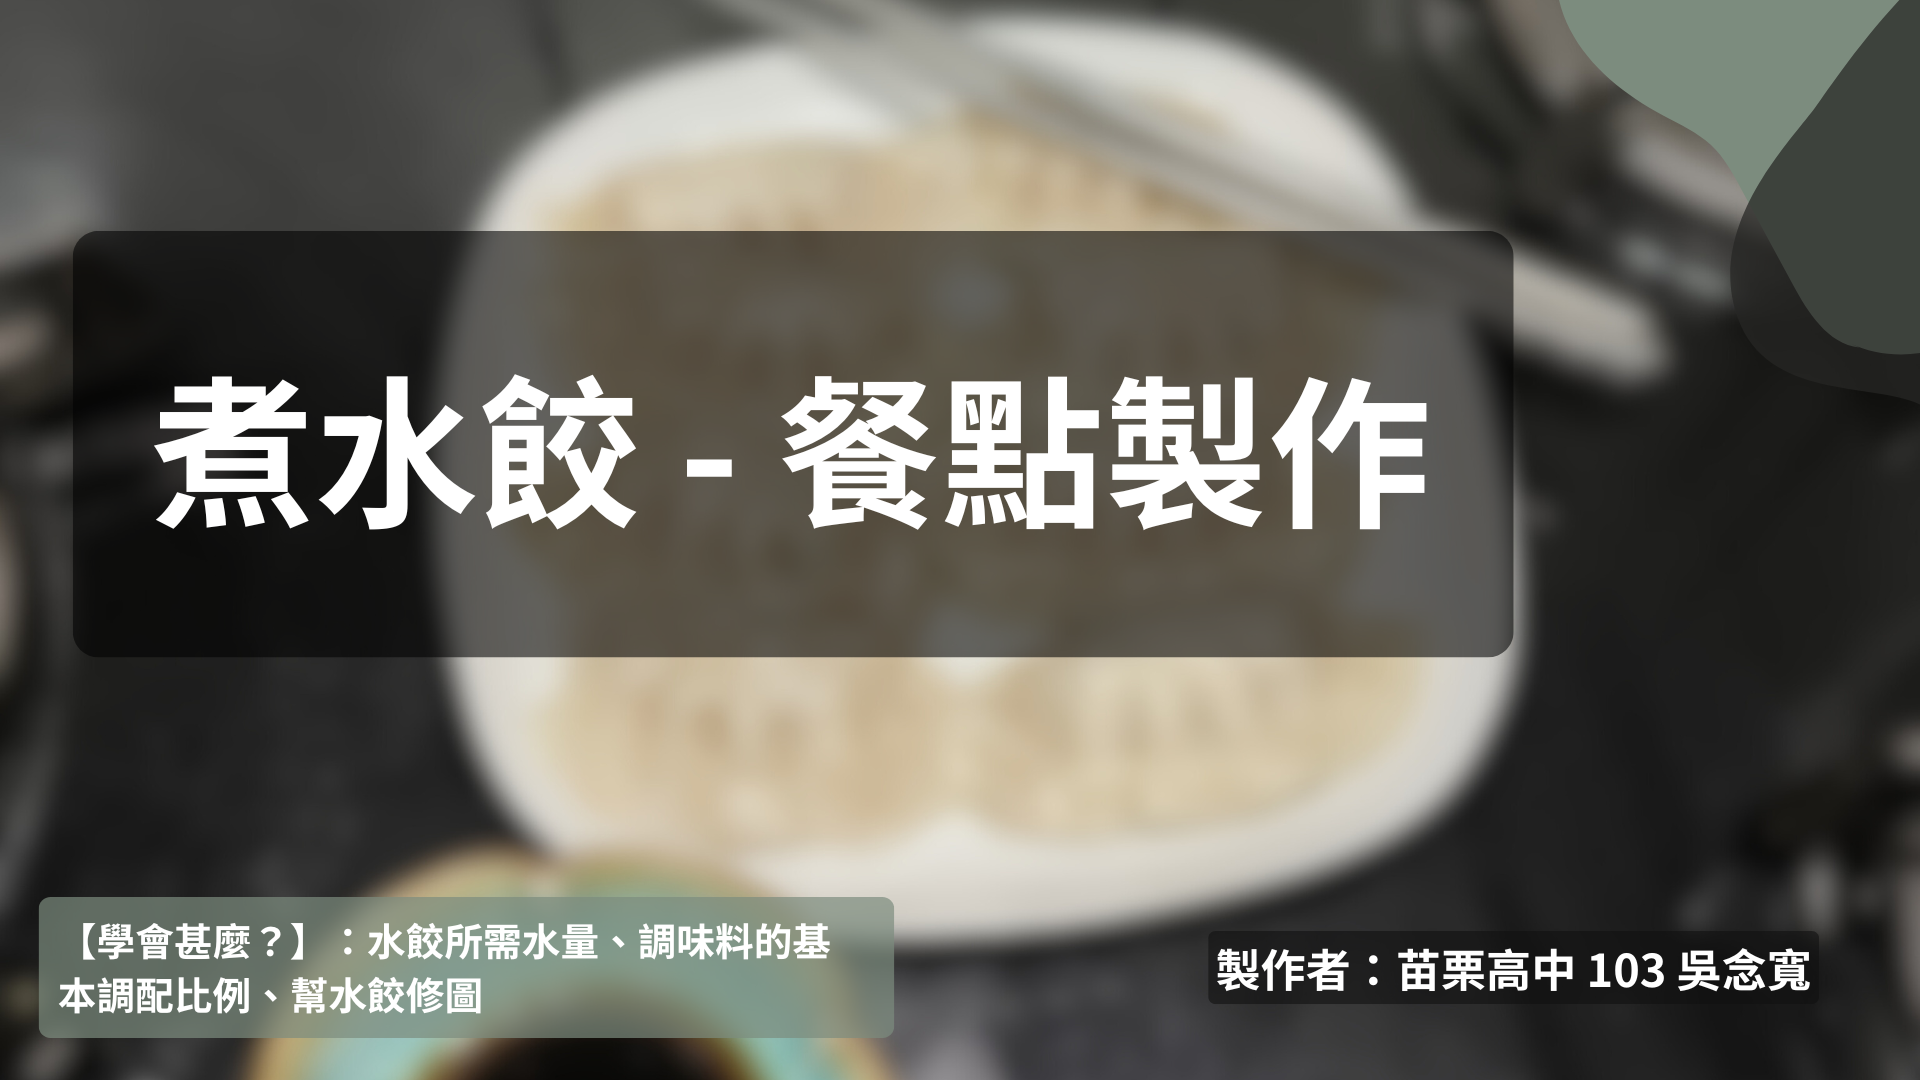 煮水餃 - 餐點製作
【學會甚麼？】：水餃所需水量、調味料的基
本調配比例、幫水餃修圖
製作者：苗栗高中 103 吳念寬